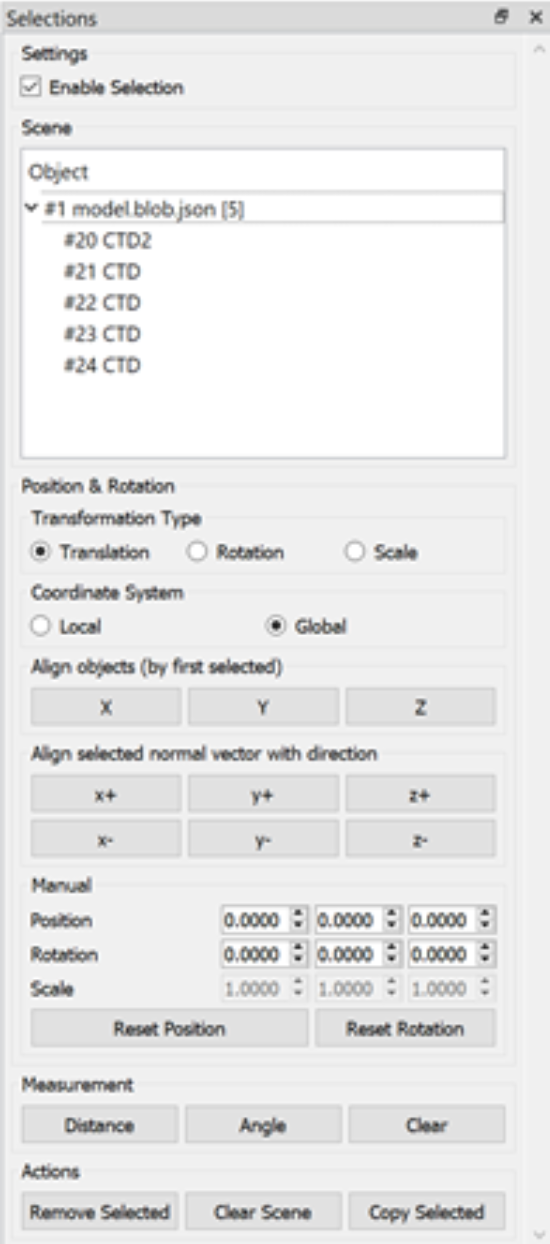 Selections
Settings
Enable Selection
Scene
Object
#1 model.blob.json [5]
#20 CTD2
#21 CTD
#22 CTD
#23 CTD
#24 CTD
Position & Rotation
Transformation Type
Translation Rotation Scale
Coordinate System
Local Global
Align objects (by first selected)
X Y Z
Align selected normal vector with direction
x+ y+ z+
x- y- z-
Manual
Position 0.0000 0.0000 0.0000
Rotation 0.0000 0.0000 0.0000
Scale 1.0000 1.0000 1.0000
Reset Position Reset Rotation
Measurement
Distance Angle Clear
Actions
Remove Selected Clear Scene Copy Selected